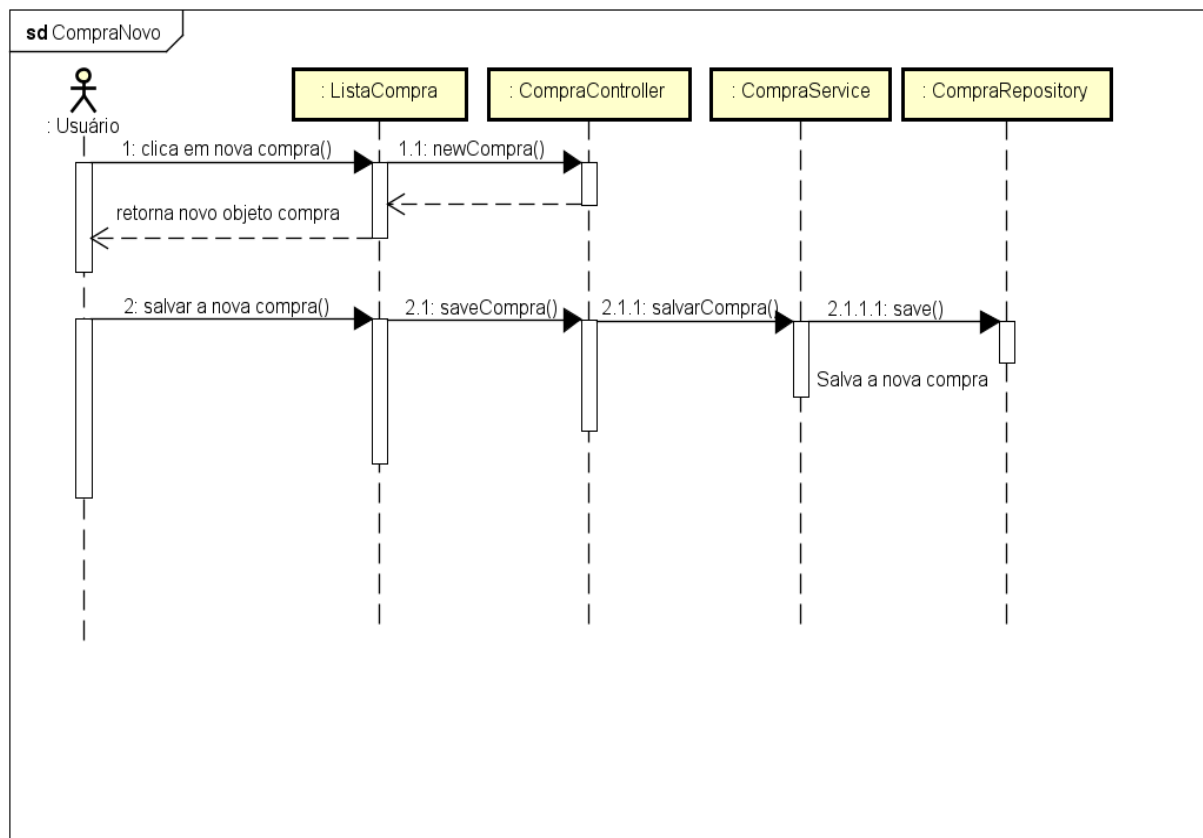 sd CompraNovo
: Usuário
: ListaCompra
: CompraController
: CompraService
: CompraRepository
1: clica em nova compra()
1.1: newCompra()
retorna novo objeto compra
2: salvar a nova compra()
2.1: saveCompra()
2.1.1: salvarCompra()
2.1.1.1: save()
Salva a nova compra